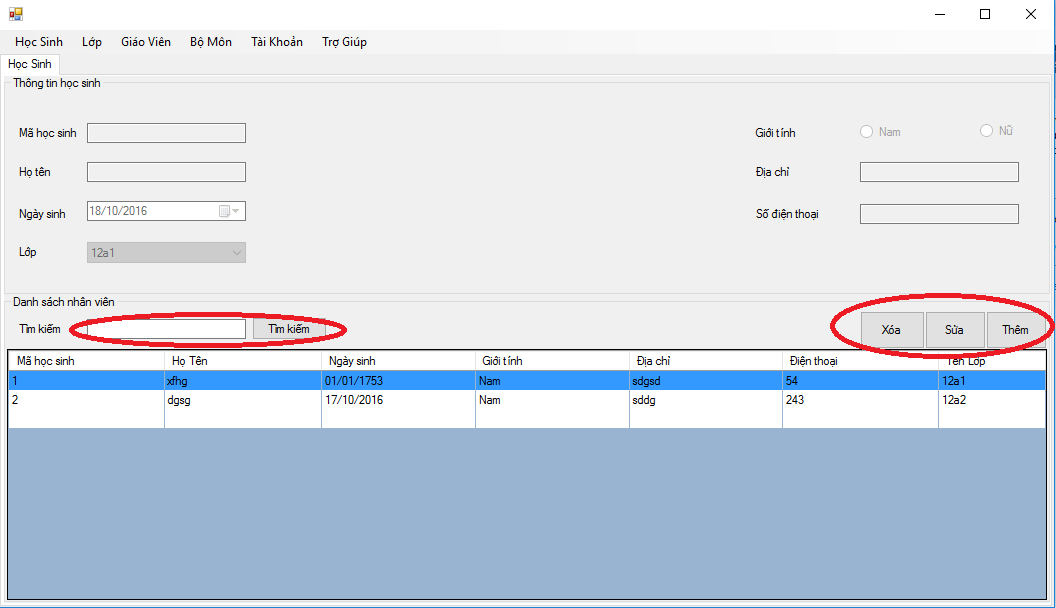 Học Sinh Lớp Giáo Viên Bộ Môn Tài Khoản Trợ Giúp
Học Sinh
Thông tin học sinh
Mã học sinh Giới tính Nam Nữ
Họ tên Địa chỉ
Ngày sinh 18/10/2016 Số điện thoại
Lớp 12a1
Danh sách nhân viên
Tìm kiếm Tìm kiếm Xóa Sửa Thêm
Mã học sinh Họ Tên Ngày sinh Giới tính Địa chỉ Điện thoại Tên Lớp
1 xfhg 01/01/1753 Nam sdgsd 54 12a1
2 dgsg 17/10/2016 Nam sddg 243 12a2